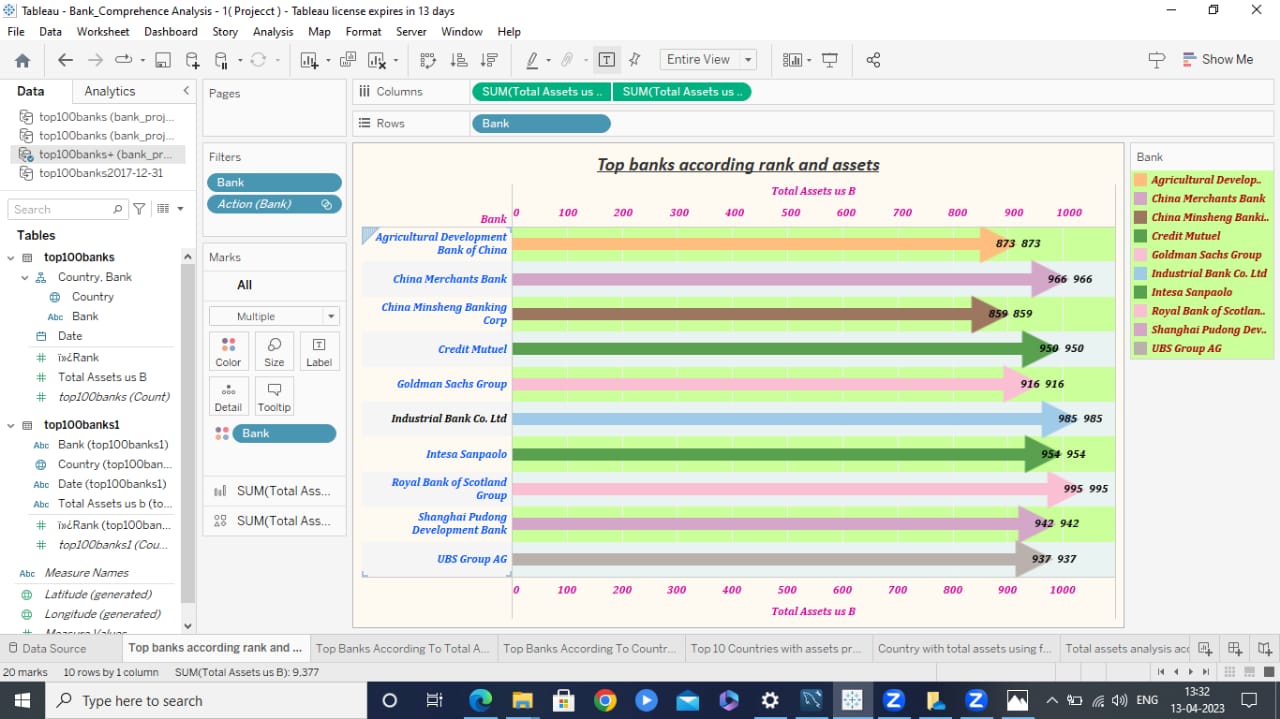 Tableau - Bank_Comprehence Analysis - 1( Projecct ) - Tableau license expires in 13 days
File Data Worksheet Dashboard Story Analysis Map Format Server Window Help
Entire View
Show Me
Data Analytics
top100banks (bank_proj...
top100banks (bank_proj...
top100banks+ (bank_pr...
top100banks2017-12-31
Search
Tables
top100banks
Country, Bank
Country
Abc Bank
Date
ï»¿Rank
Total Assets us B
top100banks (Count)
top100banks1
Abc Bank (top100banks1)
Country (top100ban...
Abc Date (top100banks1)
Abc Total Assets us b (to...
ï»¿Rank (top100ban...
top100banks1 (Cou...
Abc Measure Names
Latitude (generated)
Longitude (generated)
Measure Values
Pages
Filters
Bank
Action (Bank)
Marks
All
Multiple
Color Size Label
Detail Tooltip
Bank
SUM(Total Ass...
SUM(Total Ass...
Columns SUM(Total Assets us .. SUM(Total Assets us ..
Rows Bank
Top banks according rank and assets
Total Assets us B
Bank 0 100 200 300 400 500 600 700 800 900 1000
Agricultural Development
Bank of China 873 873
China Merchants Bank 966 966
China Minsheng Banking
Corp 859 859
Credit Mutuel 950 950
Goldman Sachs Group 916 916
Industrial Bank Co. Ltd 985 985
Intesa Sanpaolo 954 954
Royal Bank of Scotland
Group 995 995
Shanghai Pudong
Development Bank 942 942
UBS Group AG 937 937
0 100 200 300 400 500 600 700 800 900 1000
Total Assets us B
Bank
Agricultural Develop..
China Merchants Bank
China Minsheng Banki..
Credit Mutuel
Goldman Sachs Group
Industrial Bank Co. Ltd
Intesa Sanpaolo
Royal Bank of Scotlan..
Shanghai Pudong Dev..
UBS Group AG
Data Source Top banks according rank and ... Top Banks According To Total A... Top Banks According To Countr... Top 10 Countries with assets pr... Country with total assets using f... Total assets analysis acc
20 marks 10 rows by 1 column SUM(Total Assets us B): 9,377
Type here to search
ENG
13:32
13-04-2023